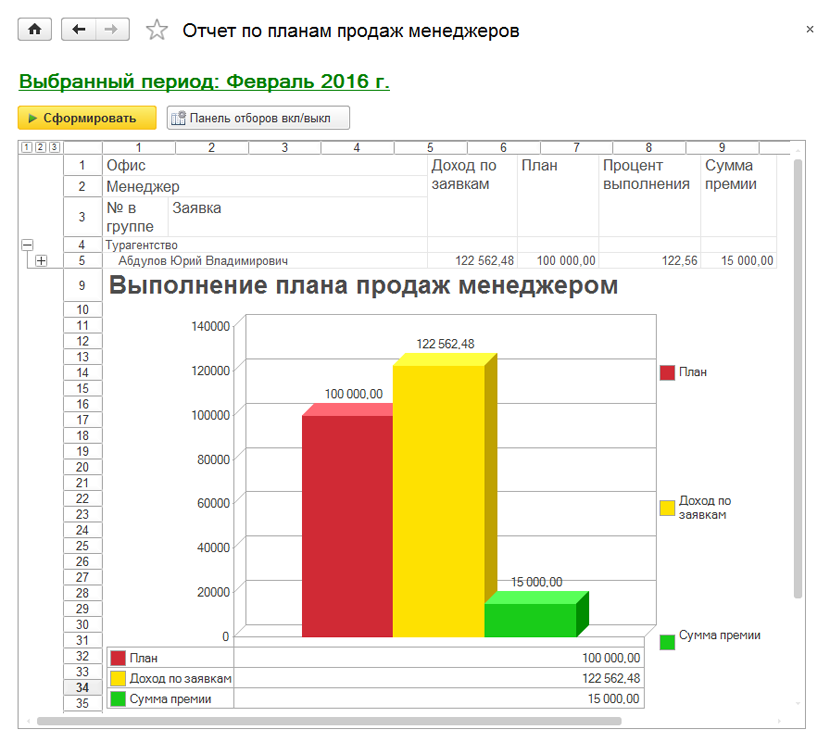 Отчет по планам продаж менеджеров
×
Выбранный период: Февраль 2016 г.
Сформировать
Панель отборов вкл/выкл
1 2 3
1 2 3 4 5 6 7 8 9
1 Офис Доход по План Процент Сумма
2 Менеджер заявкам выполнения премии
3 № в Заявка
группе
4 Турагентство
5 Абдулов Юрий Владимирович 122 562,48 100 000,00 122,56 15 000,00
9 Выполнение плана продаж менеджером
10
11 140000
12 122 562,48
13
14 120000 План
15
16 100 000,00
17 100000
18
19
20 80000
21
22 Доход по
23 60000 заявкам
24
25 40000
26
27 15 000,00
28 20000
29
30
31 0 Сумма премии
32 План 100 000,00
33 Доход по заявкам 122 562,48
34
35 Сумма премии 15 000,00